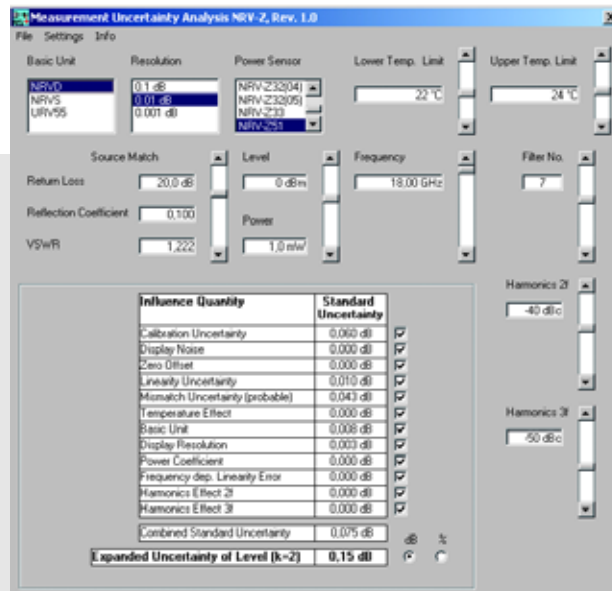 Measurement Uncertainty Analysis NRV-Z, Rev. 1.0
File Settings Info
Basic Unit Resolution Power Sensor Lower Temp. Limit Upper Temp. Limit
NRVD 0.1 dB NRV-Z32(04) 22 °C 24 °C
NRVS 0.01 dB NRV-Z32(05)
URV55 0.001 dB NRV-Z33
NRV-Z51
Source Match Level Frequency Filter No.
Return Loss 20,0 dB 0 dBm 18,00 GHz 7
Reflection Coefficient 0,100 Power
VSWR 1,222 1,0 mW
Harmonics 2f
-40 dBc
Influence Quantity Standard Uncertainty
Calibration Uncertainty 0,060 dB
Display Noise 0,000 dB
Zero Offset 0,000 dB
Linearity Uncertainty 0,010 dB
Mismatch Uncertainty (probable) 0,043 dB
Temperature Effect 0,000 dB
Harmonics 3f
Basic Unit 0,008 dB
-50 dBc
Display Resolution 0,003 dB
Power Coefficient 0,000 dB
Frequency dep. Linearity Error 0,000 dB
Harmonics Effect 2f 0,000 dB
Harmonics Effect 3f 0,000 dB
Combined Standard Uncertainty 0,075 dB dB %
Expanded Uncertainty of Level (k=2) 0,15 dB